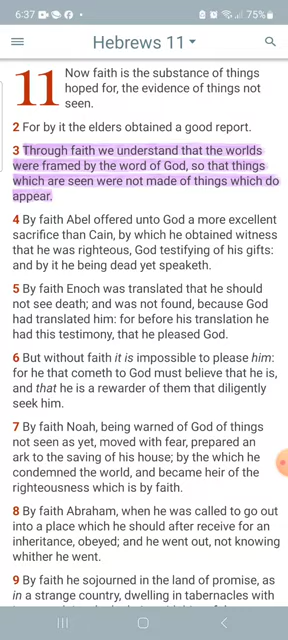 6:37 75%
Hebrews 11
11 Now faith is the substance of things
hoped for, the evidence of things not
seen.
2 For by it the elders obtained a good report.
3 Through faith we understand that the worlds
were framed by the word of God, so that things
which are seen were not made of things which do
appear.
4 By faith Abel offered unto God a more excellent
sacrifice than Cain, by which he obtained witness
that he was righteous, God testifying of his gifts:
and by it he being dead yet speaketh.
5 By faith Enoch was translated that he should
not see death; and was not found, because God
had translated him: for before his translation he
had this testimony, that he pleased God.
6 But without faith it is impossible to please him:
for he that cometh to God must believe that he is,
and that he is a rewarder of them that diligently
seek him.
7 By faith Noah, being warned of God of things
not seen as yet, moved with fear, prepared an
ark to the saving of his house; by the which he
condemned the world, and became heir of the
righteousness which is by faith.
8 By faith Abraham, when he was called to go out
into a place which he should after receive for an
inheritance, obeyed; and he went out, not knowing
whither he went.
9 By faith he sojourned in the land of promise, as
in a strange country, dwelling in tabernacles with